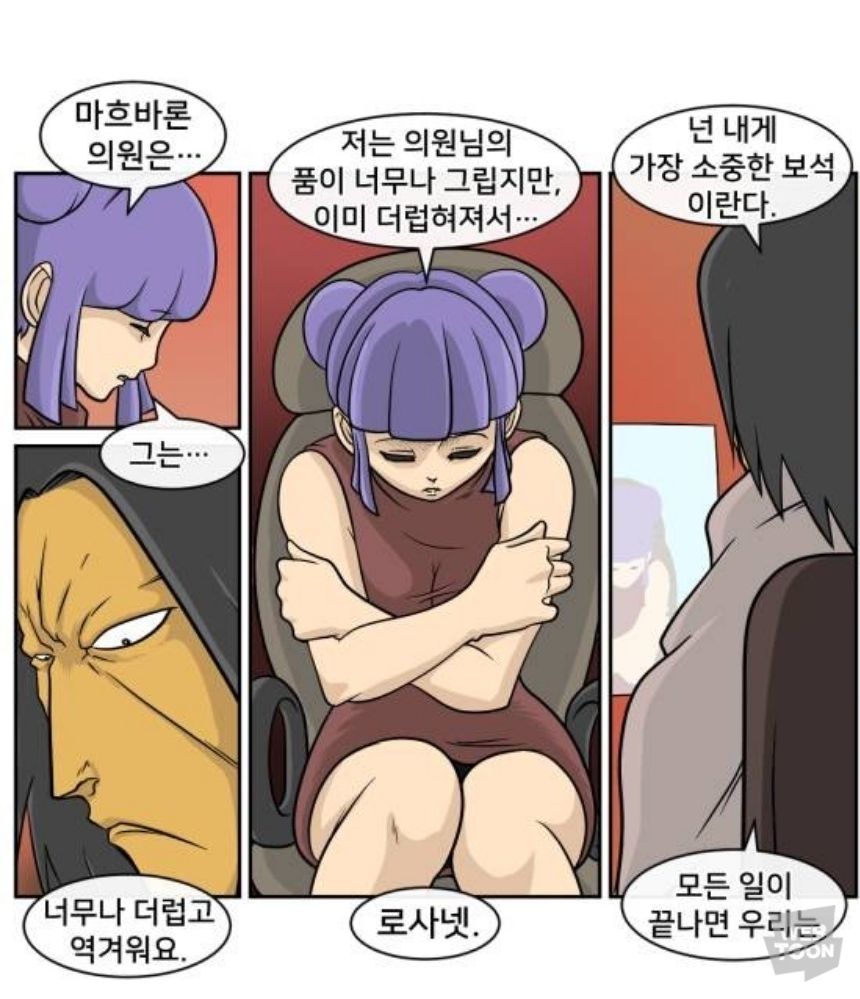 마흐바론
의원은…
그는…
너무나 더럽고
역겨워요.
저는 의원님의
품이 너무나 그립지만,
이미 더럽혀져서…
로사넷.
넌 내게
가장 소중한 보석
이란다.
모든 일이
끝나면 우리는
WEB
TOON